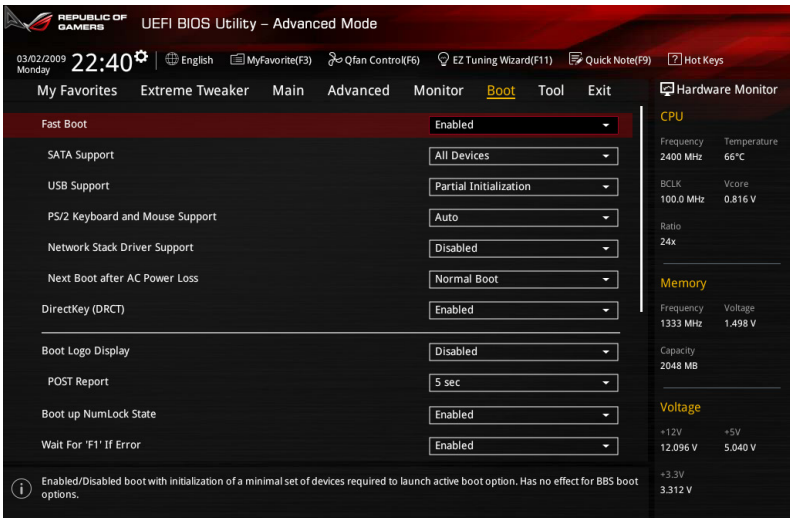 REPUBLIC OF
GAMERS
UEFI BIOS Utility – Advanced Mode
03/02/2009
Monday
22:40
English
MyFavorite(F3)
Qfan Control(F6)
EZ Tuning Wizard(F11)
Quick Note(F9)
? Hot Keys
My Favorites
Extreme Tweaker
Main
Advanced
Monitor
Boot
Tool
Exit
Fast Boot Enabled
SATA Support All Devices
USB Support Partial Initialization
PS/2 Keyboard and Mouse Support Auto
Network Stack Driver Support Disabled
Next Boot after AC Power Loss Normal Boot
DirectKey (DRCT) Enabled
Boot Logo Display Disabled
POST Report 5 sec
Boot up NumLock State Enabled
Wait For 'F1' If Error Enabled
Enabled/Disabled boot with initialization of a minimal set of devices required to launch active boot option. Has no effect for BBS boot
options.
Hardware Monitor
CPU
Frequency Temperature
2400 MHz 66°C
BCLK Vcore
100.0 MHz 0.816 V
Ratio
24x
Memory
Frequency Voltage
1333 MHz 1.498 V
Capacity
2048 MB
Voltage
+12V +5V
12.096 V 5.040 V
+3.3V
3.312 V